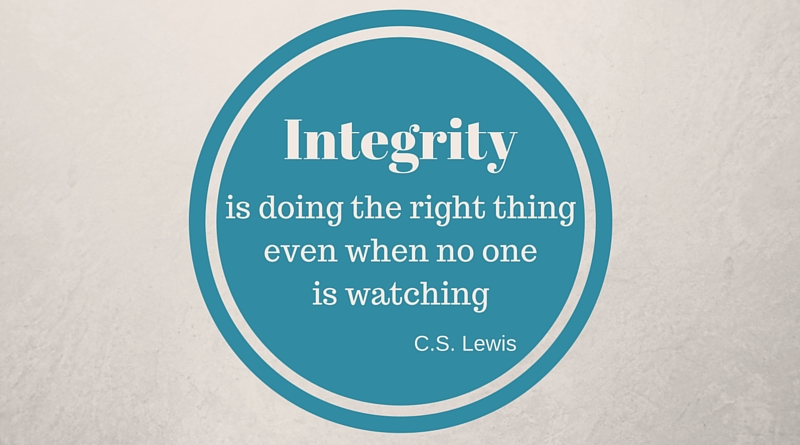 Integrity
is doing the right thing
even when no one
is watching
C.S. Lewis